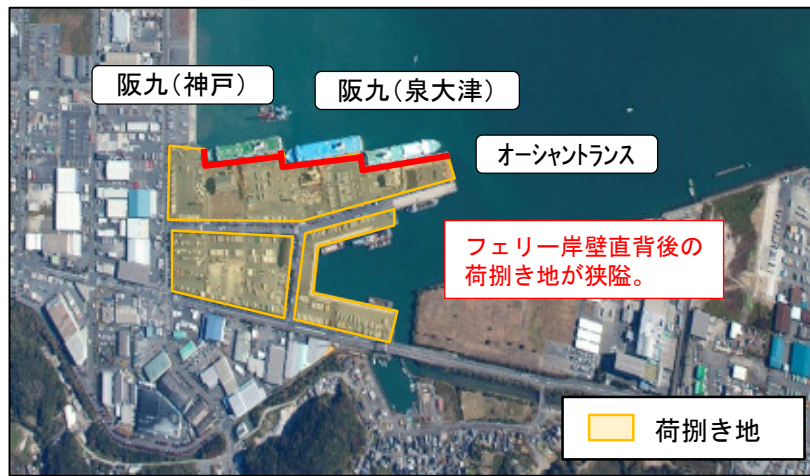 阪九（神戸）
阪九（泉大津）
オーシャントランス
フェリー岸壁直背後の
荷捌き地が狭隘。
荷捌き地